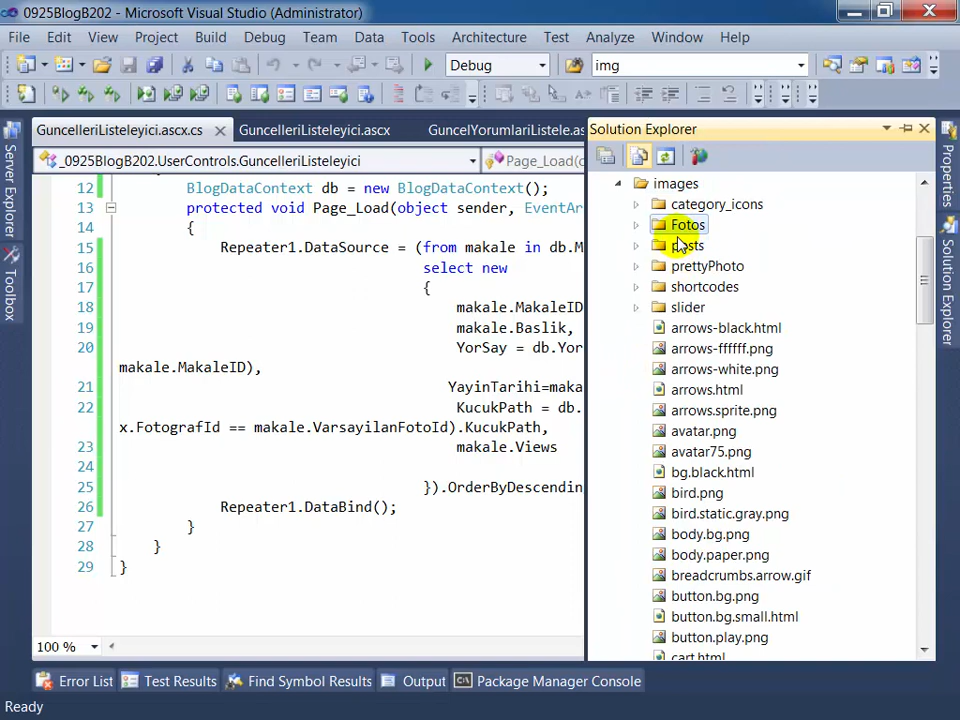 0925BlogB202 - Microsoft Visual Studio (Administrator)
File Edit View Project Build Debug Team Data Tools Architecture Test Analyze Window Help
Debug img
GuncelleriListeleyici.ascx.cs GuncelleriListeleyici.ascx GuncelYorumlariListele.as
_0925BlogB202.UserControls.GuncelleriListeleyici Page_Load(o
12 BlogDataContext db = new BlogDataContext();
13 protected void Page_Load(object sender, EventAr
14 {
15 Repeater1.DataSource = (from makale in db.M
16 select new
17 {
18 makale.MakaleID
19 makale.Baslik,
20 YorSay = db.Yor
makale.MakaleID),
21 YayinTarihi=maka
22 KucukPath = db.
x.FotografId == makale.VarsayilanFotoId).KucukPath,
23 makale.Views
24
25 }).OrderByDescendin
26 Repeater1.DataBind();
27 }
28 }
29 }
100 %
Server Explorer
Toolbox
Solution Explorer
images
category_icons
Fotos
posts
prettyPhoto
shortcodes
slider
arrows-black.html
arrows-ffffff.png
arrows-white.png
arrows.html
arrows.sprite.png
avatar.png
avatar75.png
bg.black.html
bird.png
bird.static.gray.png
body.bg.png
body.paper.png
breadcrumbs.arrow.gif
button.bg.png
button.bg.small.html
button.play.png
cart.html
Properties
Solution Explorer
Error List Test Results Find Symbol Results Output Package Manager Console
Ready